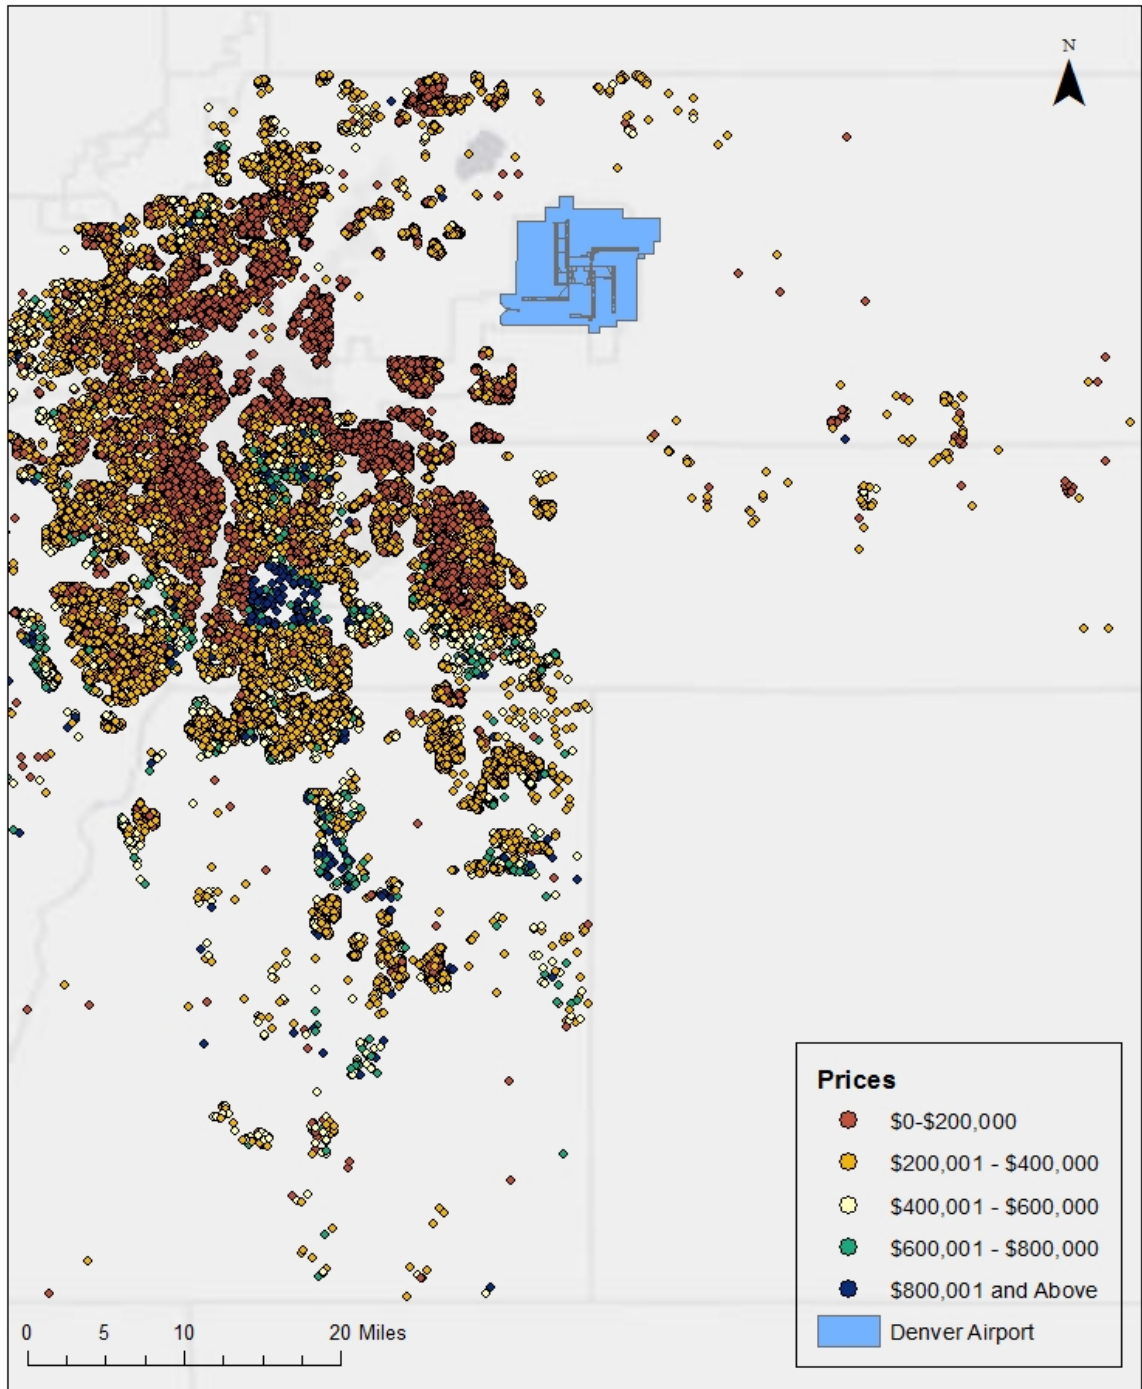 N
Prices
$0-$200,000
$200,001 - $400,000
$400,001 - $600,000
$600,001 - $800,000
$800,001 and Above
Denver Airport
0 5 10 20 Miles